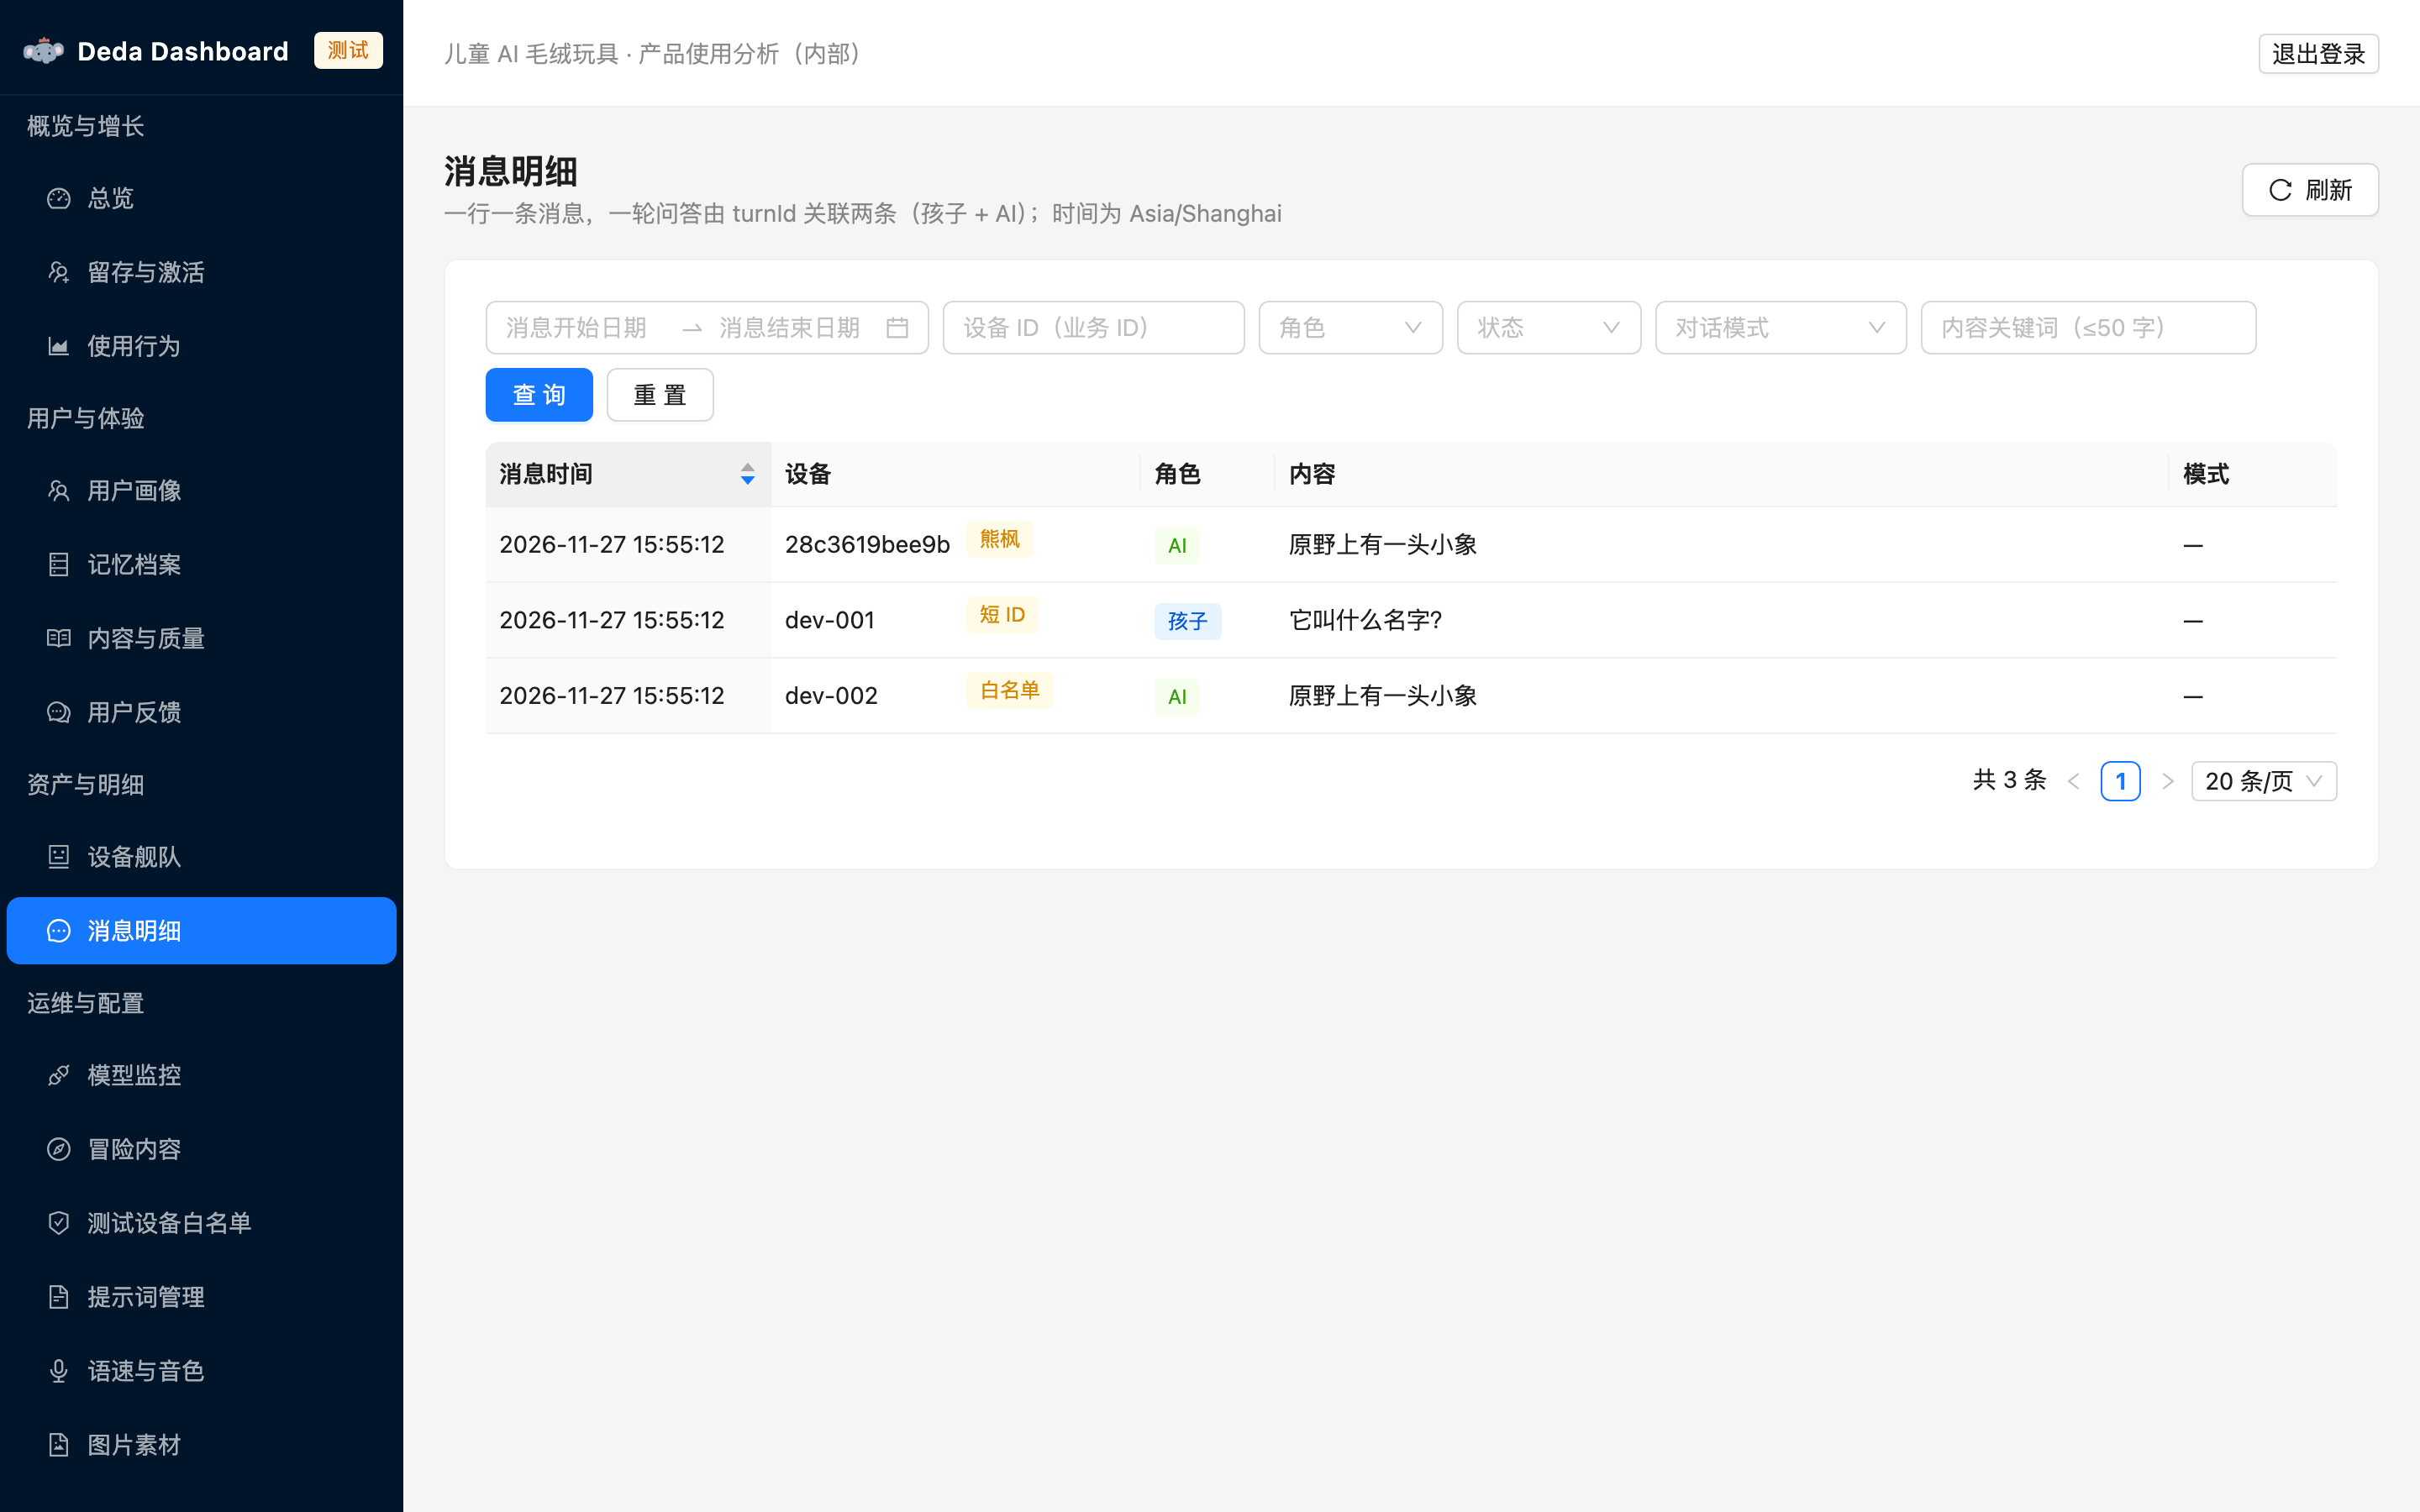 Deda Dashboard 测试
概览与增长
总览
留存与激活
使用行为
用户与体验
用户画像
记忆档案
内容与质量
用户反馈
资产与明细
设备舰队
消息明细
运维与配置
模型监控
冒险内容
测试设备白名单
提示词管理
语速与音色
图片素材
儿童 AI 毛绒玩具 · 产品使用分析（内部） 退出登录
消息明细
一行一条消息，一轮问答由 turnId 关联两条（孩子 + AI）；时间为 Asia/Shanghai
刷新
消息开始日期 消息结束日期 设备 ID（业务 ID） 角色 状态 对话模式 内容关键词（≤50 字）
查 询 重 置
消息时间 设备 角色 内容 模式
2026-11-27 15:55:12 28c3619bee9b 熊枫 AI 原野上有一头小象 —
2026-11-27 15:55:12 dev-001 短 ID 孩子 它叫什么名字? —
2026-11-27 15:55:12 dev-002 白名单 AI 原野上有一头小象 —
共 3 条 1 20 条/页